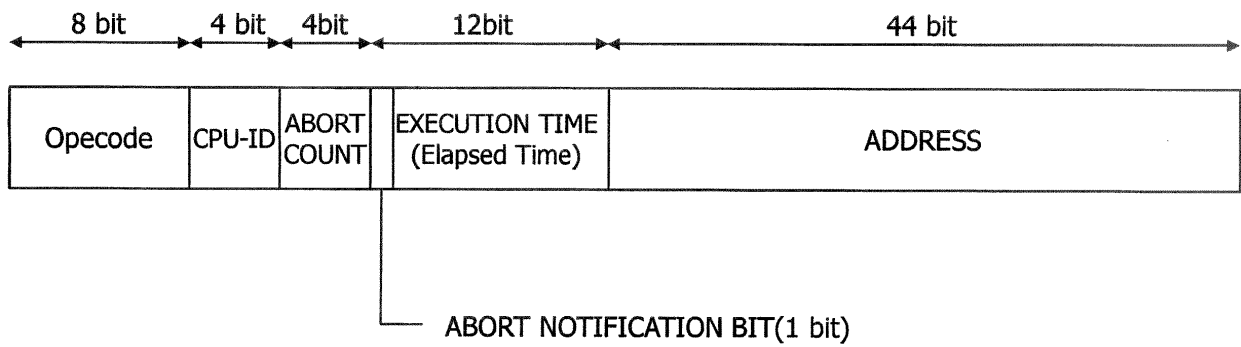 8 bit
4 bit
4bit
12bit
44 bit
Opecode
CPU-ID
ABORT
COUNT
EXECUTION TIME
(Elapsed Time)
ADDRESS
ABORT NOTIFICATION BIT(1 bit)